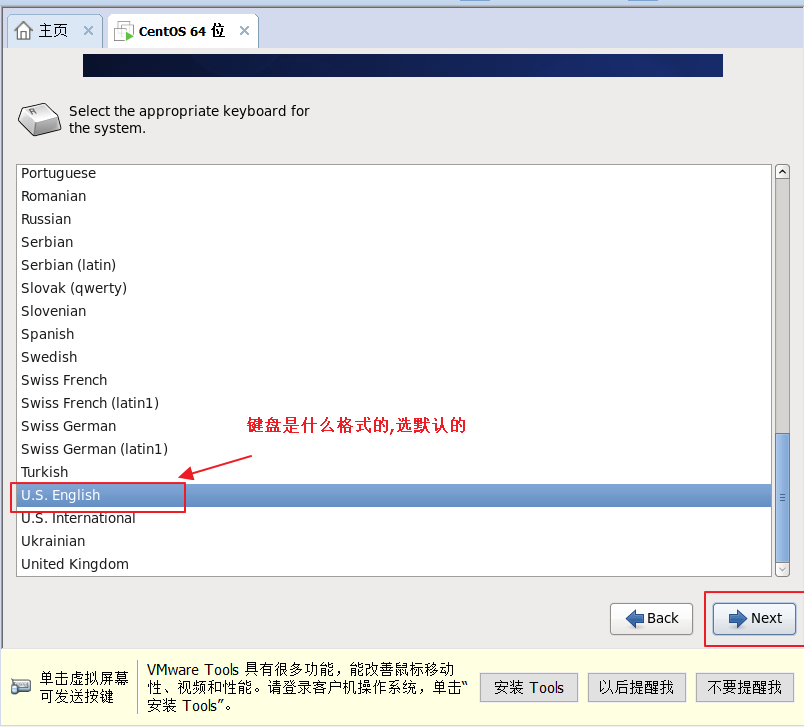 主页
CentOS 64 位
Select the appropriate keyboard for
the system.
Portuguese
Romanian
Russian
Serbian
Serbian (latin)
Slovak (qwerty)
Slovenian
Spanish
Swedish
Swiss French
Swiss French (latin1)
Swiss German
Swiss German (latin1)
Turkish
U.S. English
U.S. International
Ukrainian
United Kingdom
键盘是什么格式的,选默认的
Back
Next
单击虚拟屏幕
可发送按键
VMware Tools 具有很多功能，能改善鼠标移动
性、视频和性能。请登录客户机操作系统，单击“
安装 Tools”。
安装 Tools
以后提醒我
不要提醒我